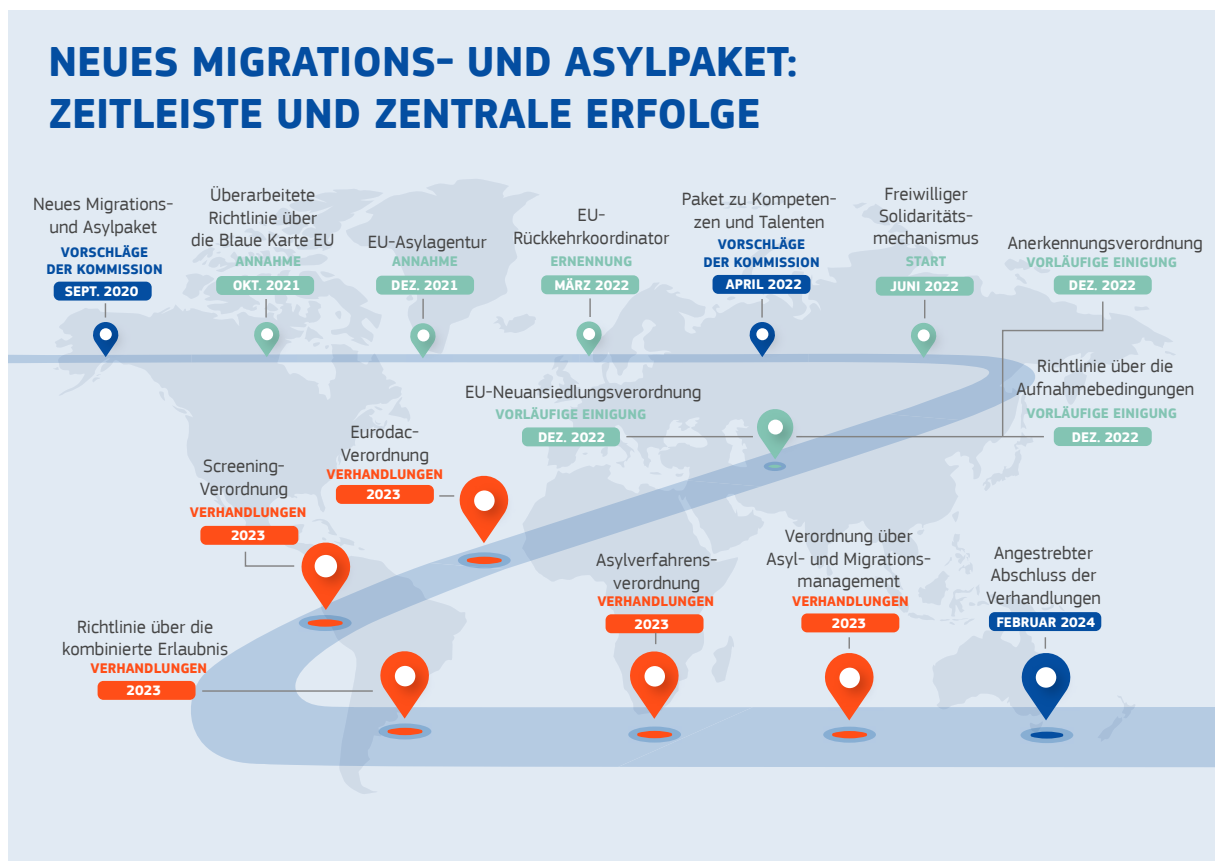 NEUES MIGRATIONS- UND ASYLPAKET:
ZEITLEISTE UND ZENTRALE ERFOLGE
Neues Migrations-
und Asylpaket
VORSCHLÄGE
DER KOMMISSION
SEPT. 2020
Überarbeitete
Richtlinie über
die Blaue Karte EU
ANNAHME
OKT. 2021
EU-Asylagentur
ANNAHME
DEZ. 2021
EU-
Rückkehrkoordinator
ERNENNUNG
MÄRZ 2022
Paket zu Kompeten-
zen und Talenten
VORSCHLÄGE
DER KOMMISSION
APRIL 2022
Freiwilliger
Solidaritäts-
mechanismus
START
JUNI 2022
Anerkennungsverordnung
VORLÄUFIGE EINIGUNG
DEZ. 2022
Richtlinie über die
Aufnahmebedingungen
VORLÄUFIGE EINIGUNG
DEZ. 2022
EU-Neuansiedlungsverordnung
VORLÄUFIGE EINIGUNG
DEZ. 2022
Eurodac-
Verordnung
VERHANDLUNGEN
2023
Screening-
Verordnung
VERHANDLUNGEN
2023
Richtlinie über die
kombinierte Erlaubnis
VERHANDLUNGEN
2023
Asylverfahrens-
verordnung
VERHANDLUNGEN
2023
Verordnung über
Asyl- und Migrations-
management
VERHANDLUNGEN
2023
Angestrebter
Abschluss der
Verhandlungen
FEBRUAR 2024